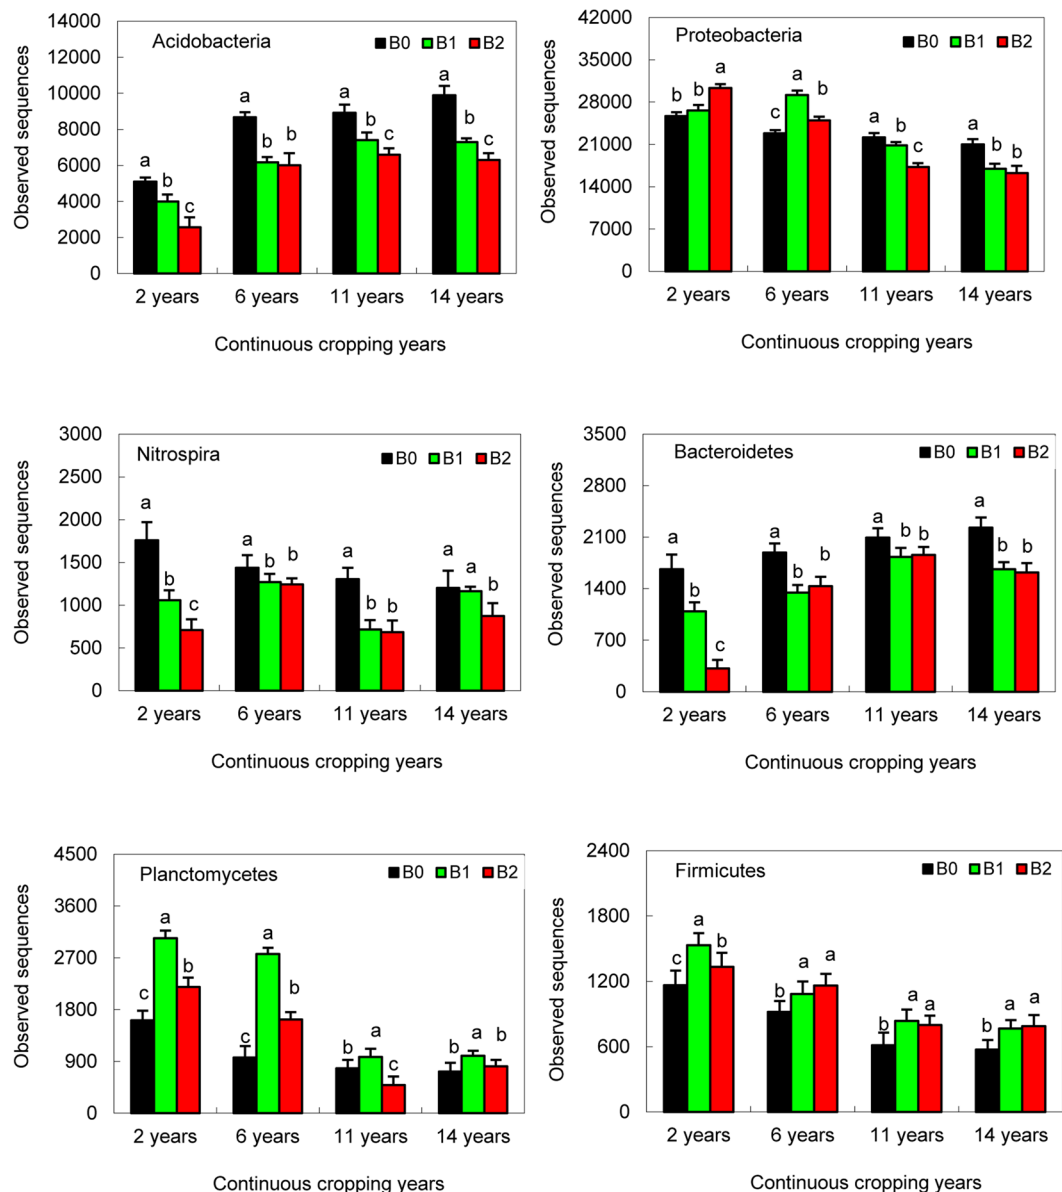 Acidobacteria
B0 B1 B2
Observed sequences
14000
12000
10000
8000
6000
4000
2000
0
a b c
a b b
a b c
a b c
2 years 6 years 11 years 14 years
Continuous cropping years
Proteobacteria
B0 B1 B2
Observed sequences
42000
35000
28000
21000
14000
7000
0
b b a
c a b
a b c
a b b
2 years 6 years 11 years 14 years
Continuous cropping years
Nitrospira
B0 B1 B2
Observed sequences
3000
2500
2000
1500
1000
500
0
a b c
a b b
a b b
a a b
2 years 6 years 11 years 14 years
Continuous cropping years
Bacteroidetes
B0 B1 B2
Observed sequences
3500
2800
2100
1400
700
0
a b c
a b b
a b b
a b b
2 years 6 years 11 years 14 years
Continuous cropping years
Planctomycetes
B0 B1 B2
Observed sequences
4500
3600
2700
1800
900
0
c a b
c a b
b a c
b a b
2 years 6 years 11 years 14 years
Continuous cropping years
Firmicutes
B0 B1 B2
Observed sequences
2400
1800
1200
600
0
c a b
b a a
b a a
b a a
2 years 6 years 11 years 14 years
Continuous cropping years